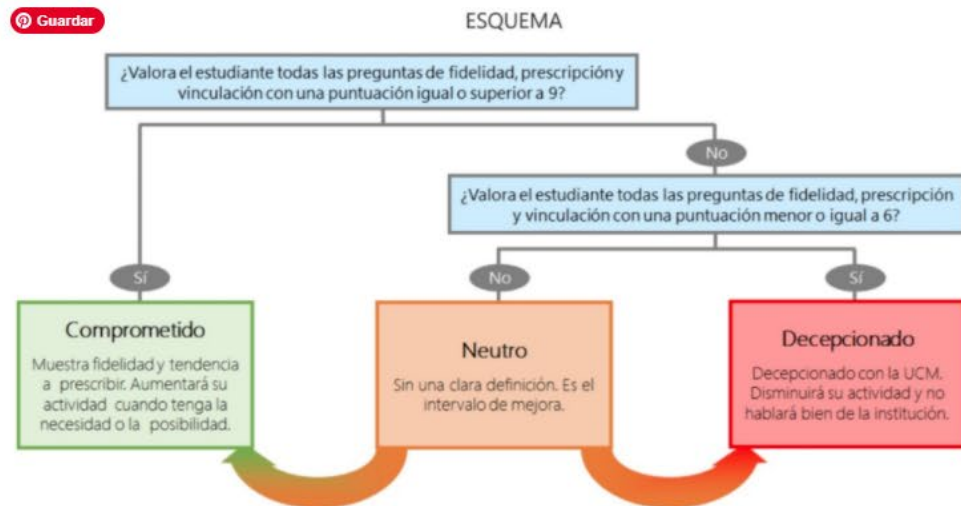 Guardar
ESQUEMA
¿Valora el estudiante todas las preguntas de fidelidad, prescripción y
vinculación con una puntuación igual o superior a 9?
No
¿Valora el estudiante todas las preguntas de fidelidad, prescripción
y vinculación con una puntuación menor o igual a 6?
Sí
No
Sí
Comprometido
Muestra fidelidad y tendencia
a prescribir. Aumentará su
actividad cuando tenga la
necesidad o la posibilidad.
Neutro
Sin una clara definición. Es el
intervalo de mejora.
Decepcionado
Decepcionado con la UCM.
Disminuirá su actividad y no
hablará bien de la institución.